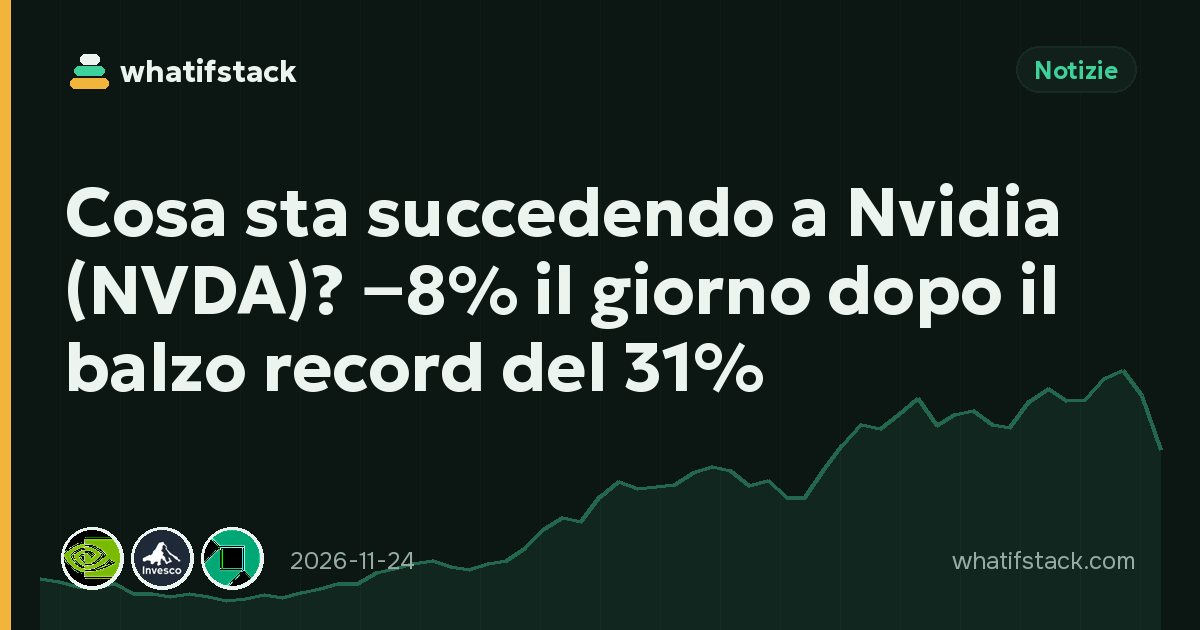 whatifstack
Notizie
Cosa sta succedendo a Nvidia
(NVDA)? −8% il giorno dopo il
balzo record del 31%
Invesco
2026-11-24
whatifstack.com